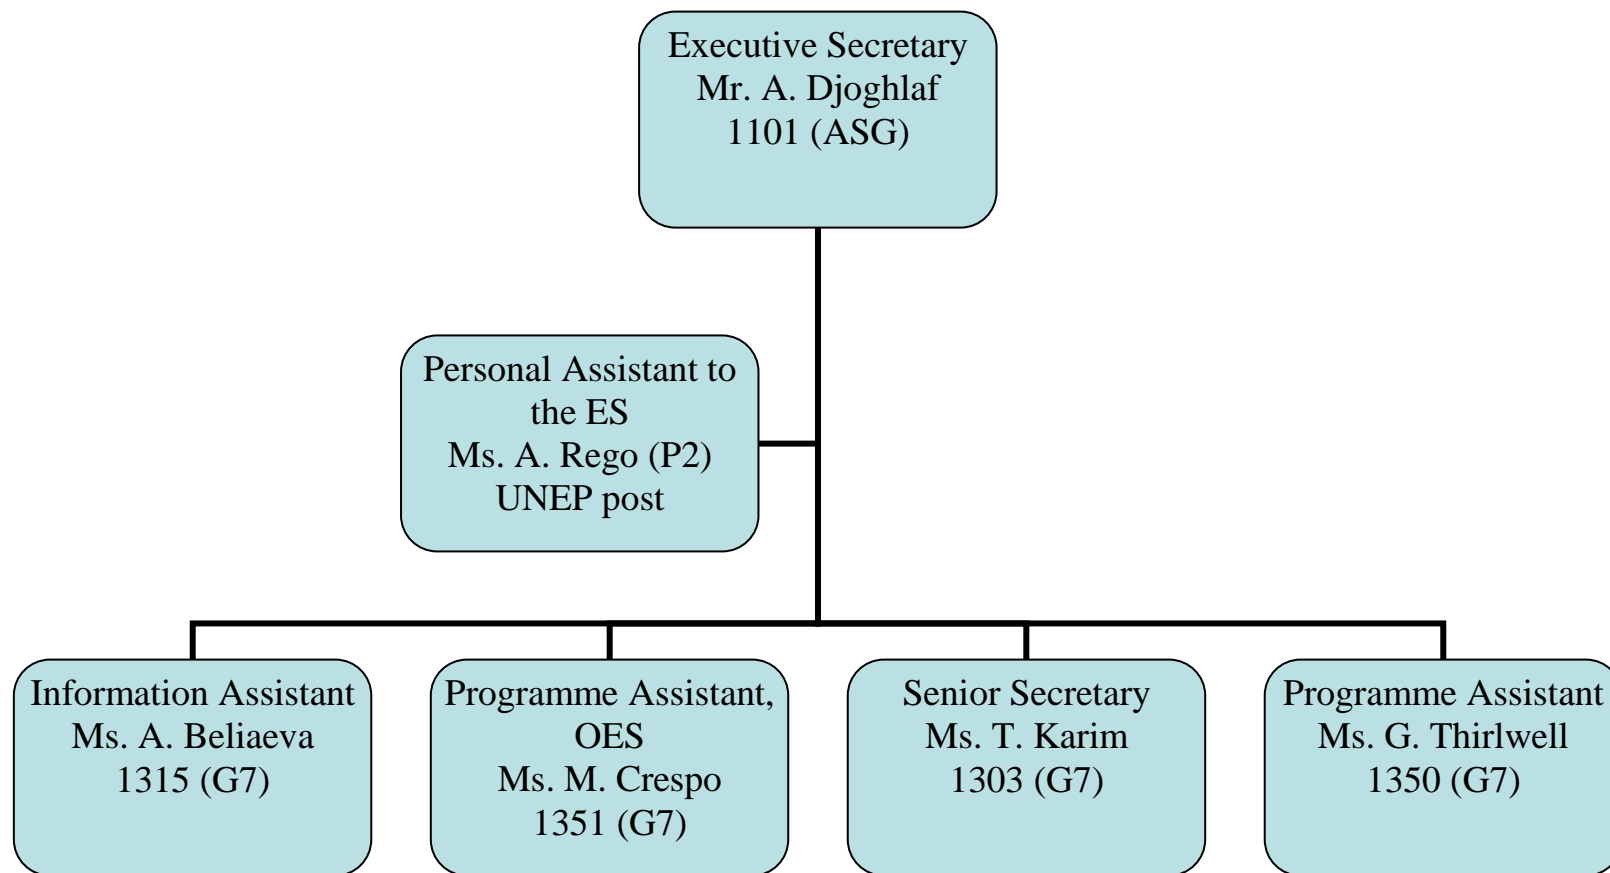 Executive Secretary
Mr. A. Djoghlaf
1101 (ASG)
Personal Assistant to
the ES
Ms. A. Rego (P2)
UNEP post
Information Assistant
Ms. A. Beliaeva
1315 (G7)
Programme Assistant,
OES
Ms. M. Crespo
1351 (G7)
Senior Secretary
Ms. T. Karim
1303 (G7)
Programme Assistant
Ms. G. Thirlwell
1350 (G7)